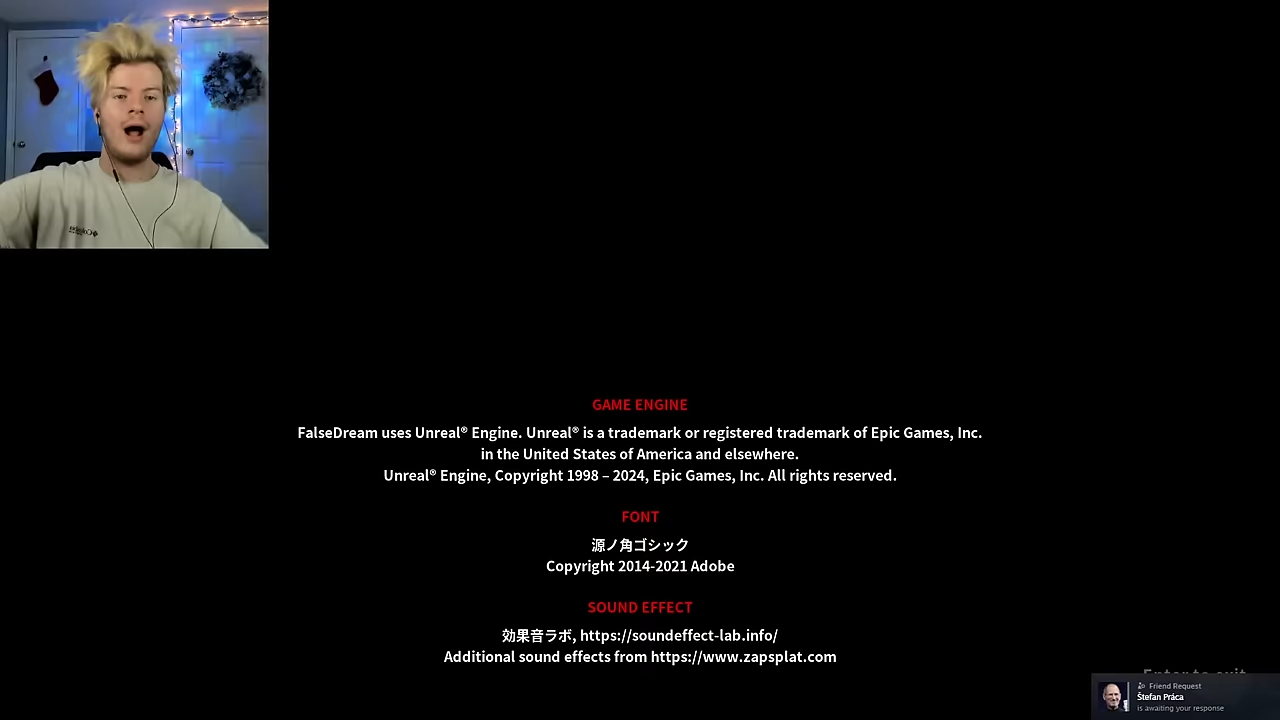 GAME ENGINE
FalseDream uses Unreal® Engine. Unreal® is a trademark or registered trademark of Epic Games, Inc.
in the United States of America and elsewhere.
Unreal® Engine, Copyright 1998 – 2024, Epic Games, Inc. All rights reserved.
FONT
源ノ角ゴシック
Copyright 2014-2021 Adobe
SOUND EFFECT
効果音ラボ, https://soundeffect-lab.info/
Additional sound effects from https://www.zapsplat.com
Enter to exit
Friend Request
Štefan Práca
is awaiting your response